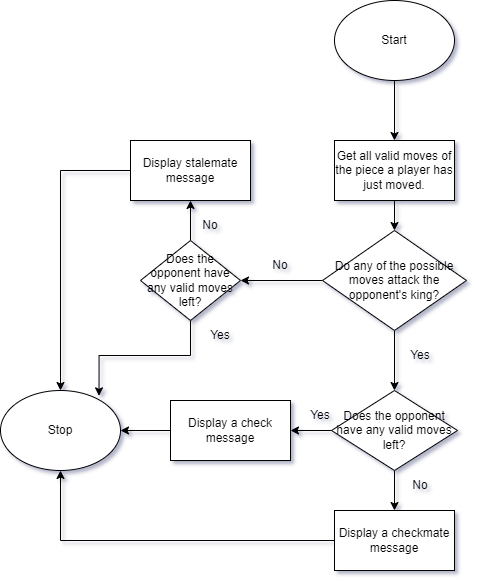 Start
Get all valid moves of
the piece a player has
just moved.
Display stalemate
message
No
Does the
opponent have
any valid moves
left?
No
Do any of the possible
moves attack the
opponent's king?
Yes
Yes
Stop
Display a check
message
Yes
Does the opponent
have any valid moves
left?
No
Display a checkmate
message